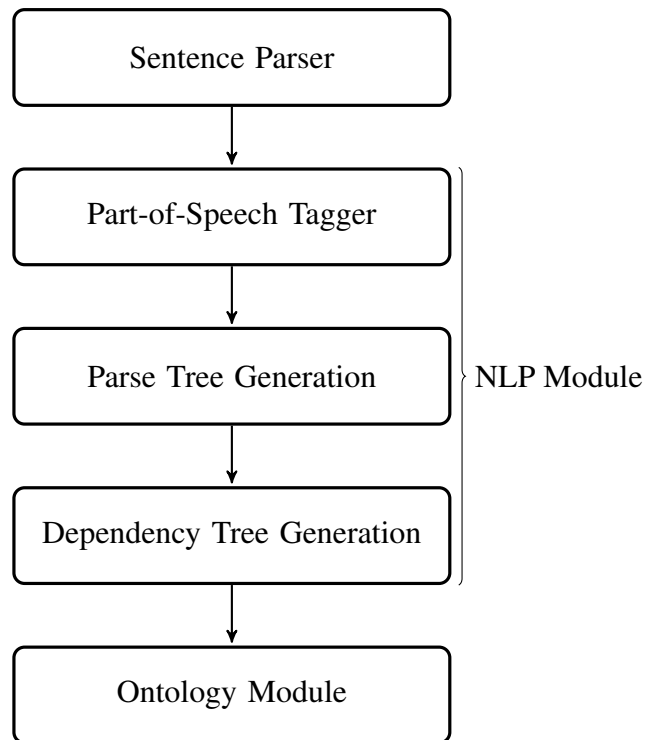 Sentence Parser
Part-of-Speech Tagger
Parse Tree Generation
NLP Module
Dependency Tree Generation
Ontology Module